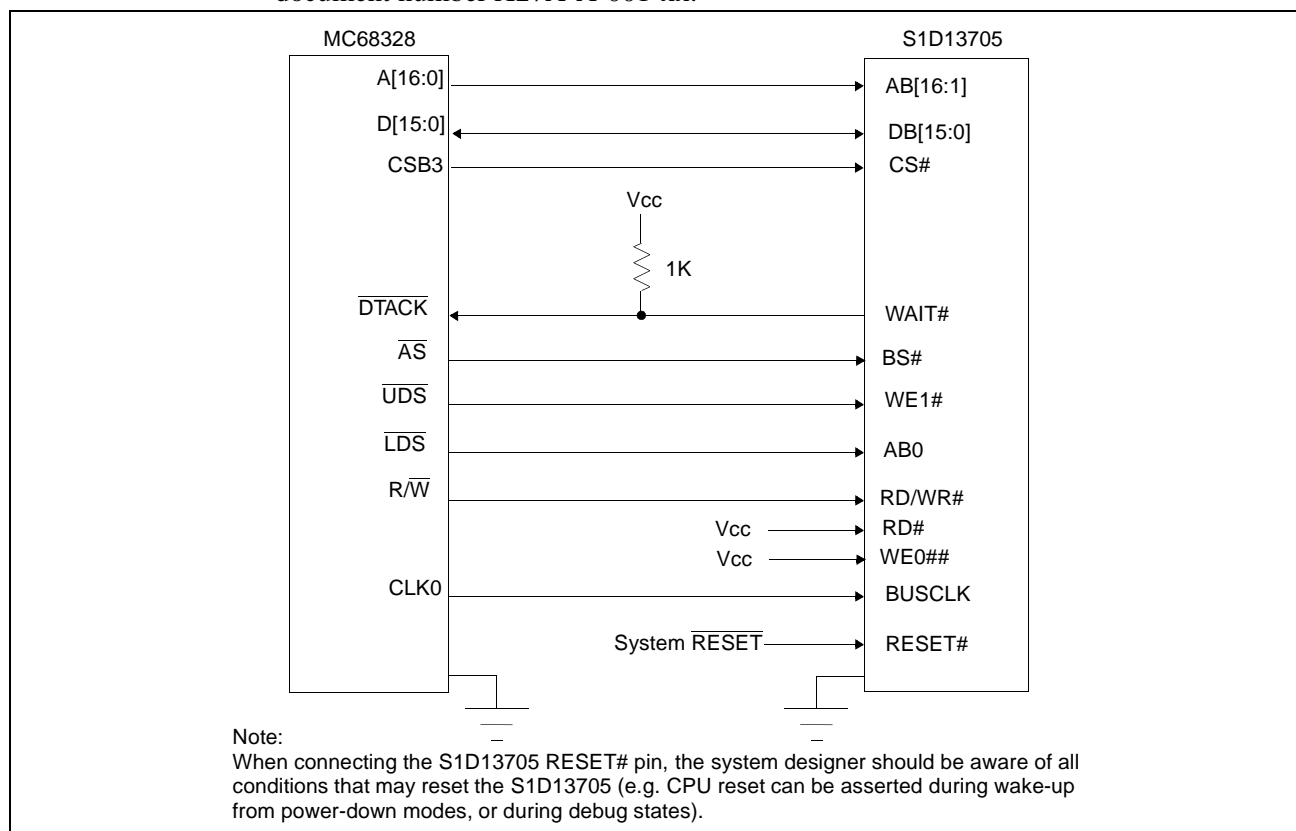 document number
MC68328 S1D13705
A[16:0] AB[16:1]
D[15:0] DB[15:0]
CSB3 CS#
Vcc
1K
DTACK WAIT#
AS BS#
UDS WE1#
LDS AB0
R/W RD/WR#
Vcc RD#
Vcc WE0##
CLK0 BUSCLK
System RESET RESET#
Note:
When connecting the S1D13705 RESET# pin, the system designer should be aware of all
conditions that may reset the S1D13705 (e.g. CPU reset can be asserted during wake-up
from power-down modes, or during debug states).